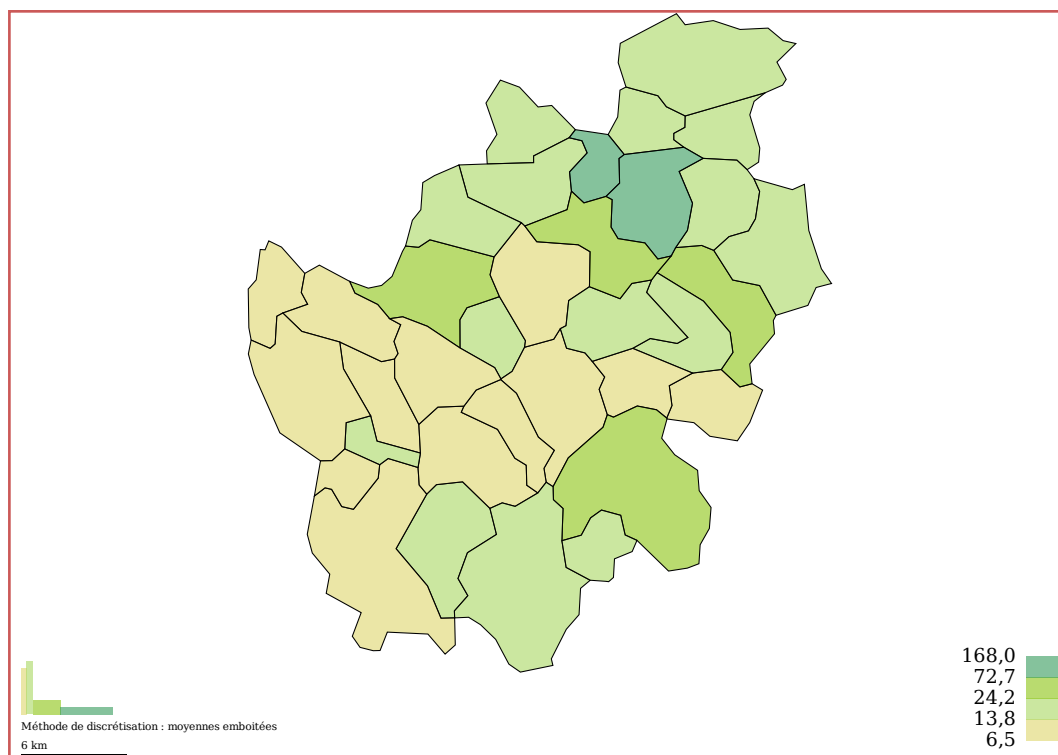 168,0
72,7
24,2
13,8
6,5
Méthode de discrétisation : moyennes emboitées
6 km